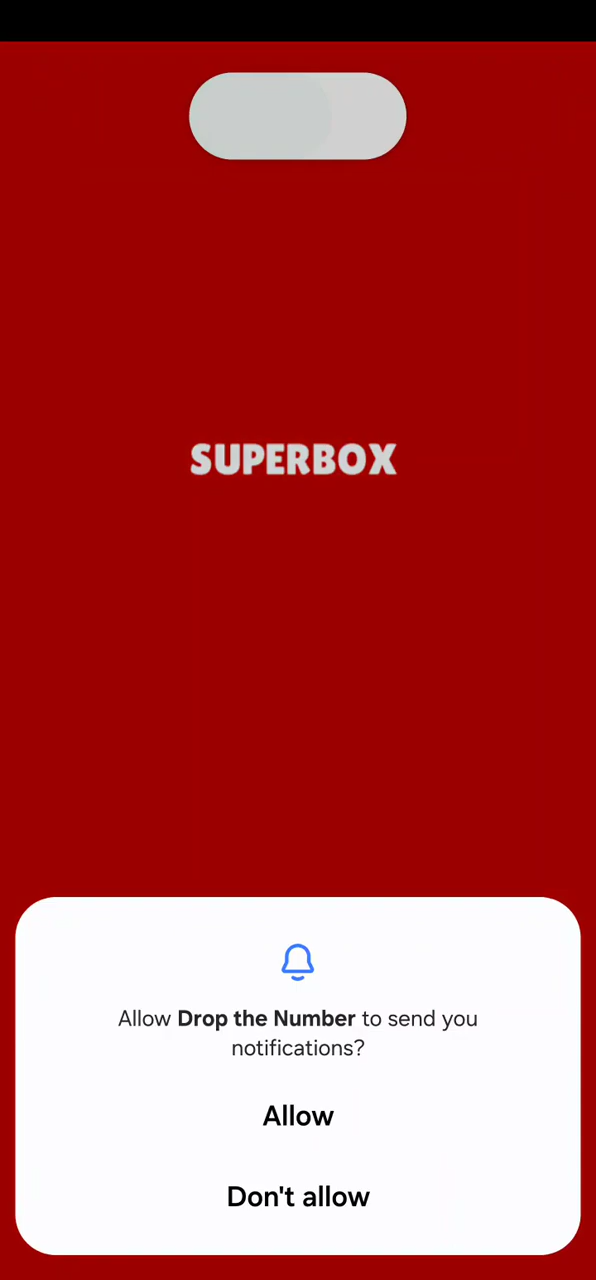 SUPERBOX
Allow Drop the Number to send you
notifications?
Allow
Don't allow